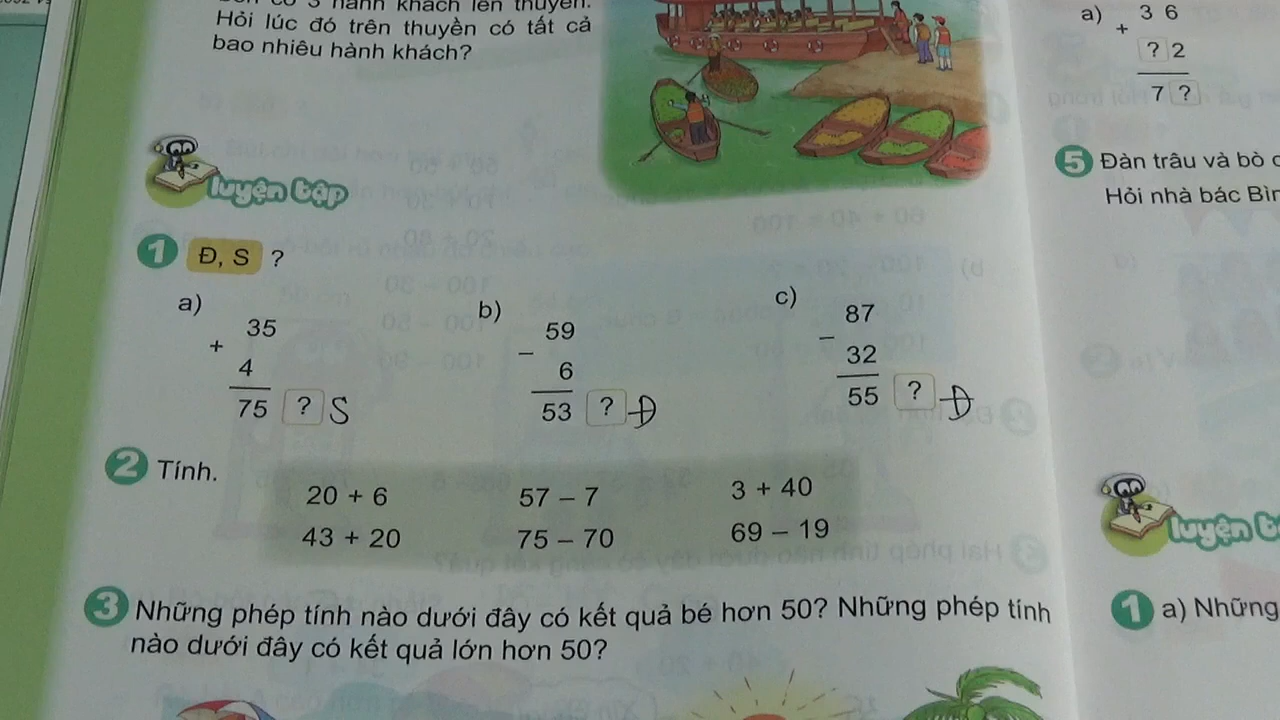 hành khách lên thuyền.
Hỏi lúc đó trên thuyền có tất cả
bao nhiêu hành khách?
luyện tập
1 Đ, S ?
a)
35
+
4
75 ? S
b)
59
−
6
53 ? Đ
c)
87
−
32
55 ? Đ
2 Tính.
20 + 6 57 − 7 3 + 40
43 + 20 75 − 70 69 − 19
3 Những phép tính nào dưới đây có kết quả bé hơn 50? Những phép tính
nào dưới đây có kết quả lớn hơn 50?
a)
3 6
+
? 2
7 ?
5 Đàn trâu và bò
Hỏi nhà bác
luyện
1 a) Những